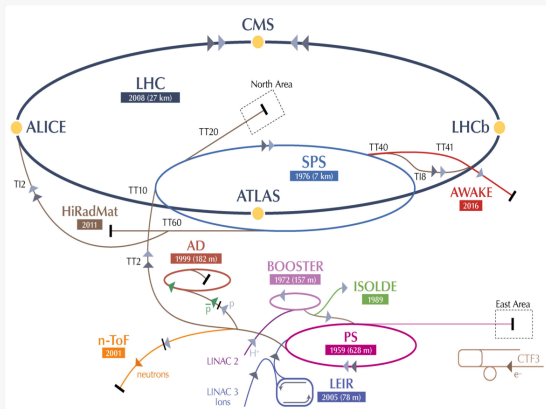 CMS
LHC
2008 (27 km)
North Area
ALICE
LHCb
TT20
TT40
TT41
SPS
1976 (7 km)
TI8
TI2
TT10
ATLAS
AWAKE
2016
HiRadMat
2011
TT60
AD
1999 (182 m)
TT2
BOOSTER
1972 (157 m)
ISOLDE
1989
p
p̅
East Area
n-ToF
2001
H⁺
PS
1959 (628 m)
LINAC 2
neutrons
CTF3
e⁻
LINAC 3
Ions
LEIR
2005 (78 m)